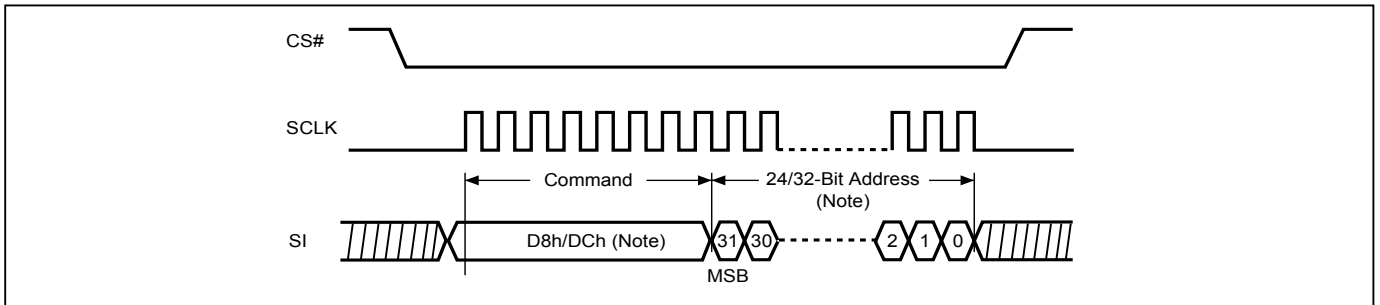 CS#
SCLK
Command
24/32-Bit Address
(Note)
SI
D8h/DCh (Note)
31
30
2
1
0
MSB